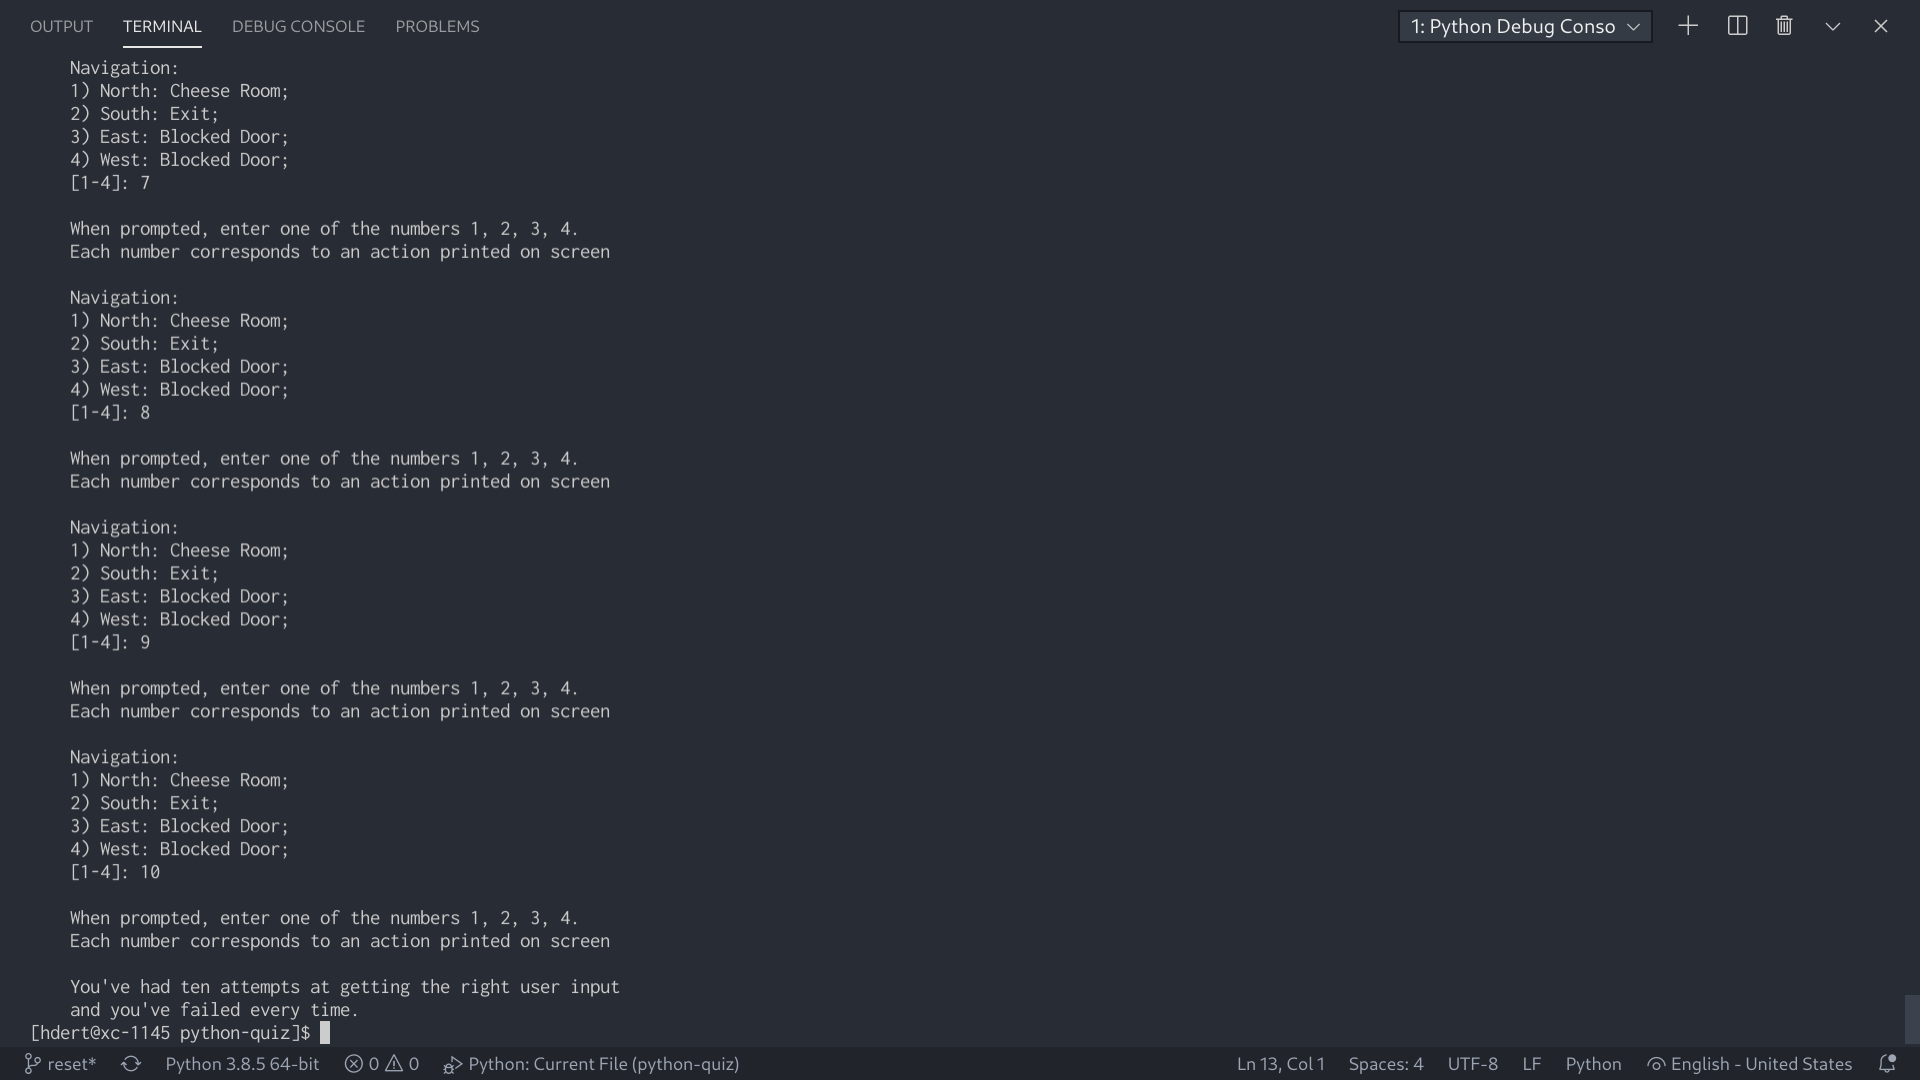 OUTPUT TERMINAL DEBUG CONSOLE PROBLEMS 1: Python Debug Conso
Navigation:
1) North: Cheese Room;
2) South: Exit;
3) East: Blocked Door;
4) West: Blocked Door;
[1-4]: 7
When prompted, enter one of the numbers 1, 2, 3, 4.
Each number corresponds to an action printed on screen
Navigation:
1) North: Cheese Room;
2) South: Exit;
3) East: Blocked Door;
4) West: Blocked Door;
[1-4]: 8
When prompted, enter one of the numbers 1, 2, 3, 4.
Each number corresponds to an action printed on screen
Navigation:
1) North: Cheese Room;
2) South: Exit;
3) East: Blocked Door;
4) West: Blocked Door;
[1-4]: 9
When prompted, enter one of the numbers 1, 2, 3, 4.
Each number corresponds to an action printed on screen
Navigation:
1) North: Cheese Room;
2) South: Exit;
3) East: Blocked Door;
4) West: Blocked Door;
[1-4]: 10
When prompted, enter one of the numbers 1, 2, 3, 4.
Each number corresponds to an action printed on screen
You've had ten attempts at getting the right user input
and you've failed every time.
[hdert@xc-1145 python-quiz]$
reset* Python 3.8.5 64-bit 0 0 Python: Current File (python-quiz) Ln 13, Col 1 Spaces: 4 UTF-8 LF Python English - United States